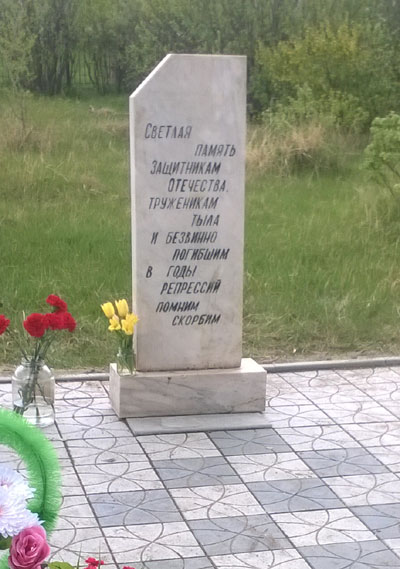 Светлая
память
защитникам
отечества,
труженикам
тыла
и безвинно
погибшим
в годы
репрессий
помним
скорбим